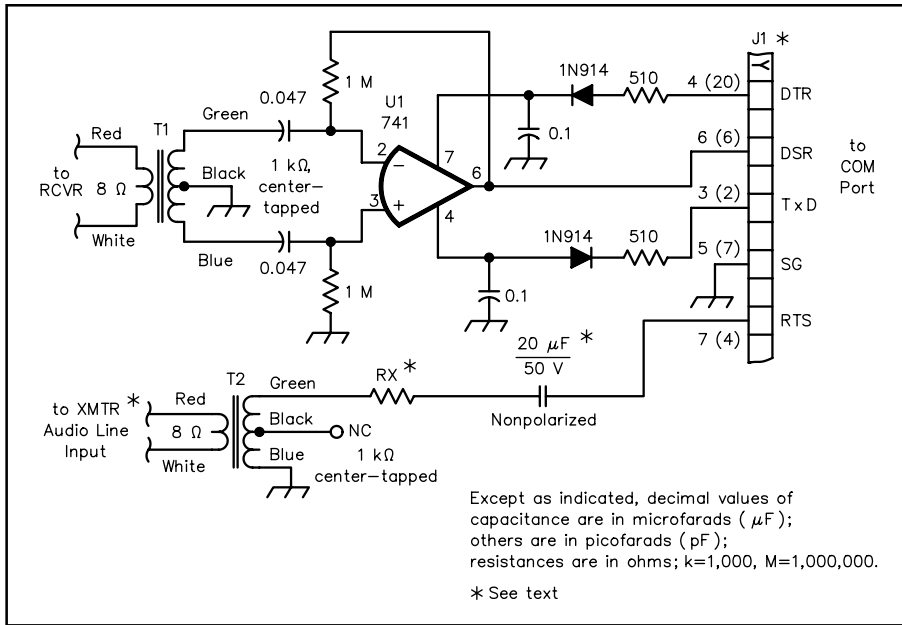 J1 *
1N914
510
4 (20)
DTR
1 M
U1
741
0.047
Green
Red
T1
7
0.1
6 (6)
DSR
to
COM
Port
to
RCVR
8 Ω
Black
1 kΩ,
center-
tapped
2
−
6
3
+
4
3 (2)
TxD
White
Blue
0.047
1N914
510
5 (7)
SG
1 M
0.1
RTS
7 (4)
20 µF *
50 V
Nonpolarized
RX *
T2
Green
Red
to XMTR *
Audio Line
Input
8 Ω
Black
NC
Blue
1 kΩ
center-tapped
White
Except as indicated, decimal values of
capacitance are in microfarads ( µF);
others are in picofarads (pF);
resistances are in ohms; k=1,000, M=1,000,000.
* See text